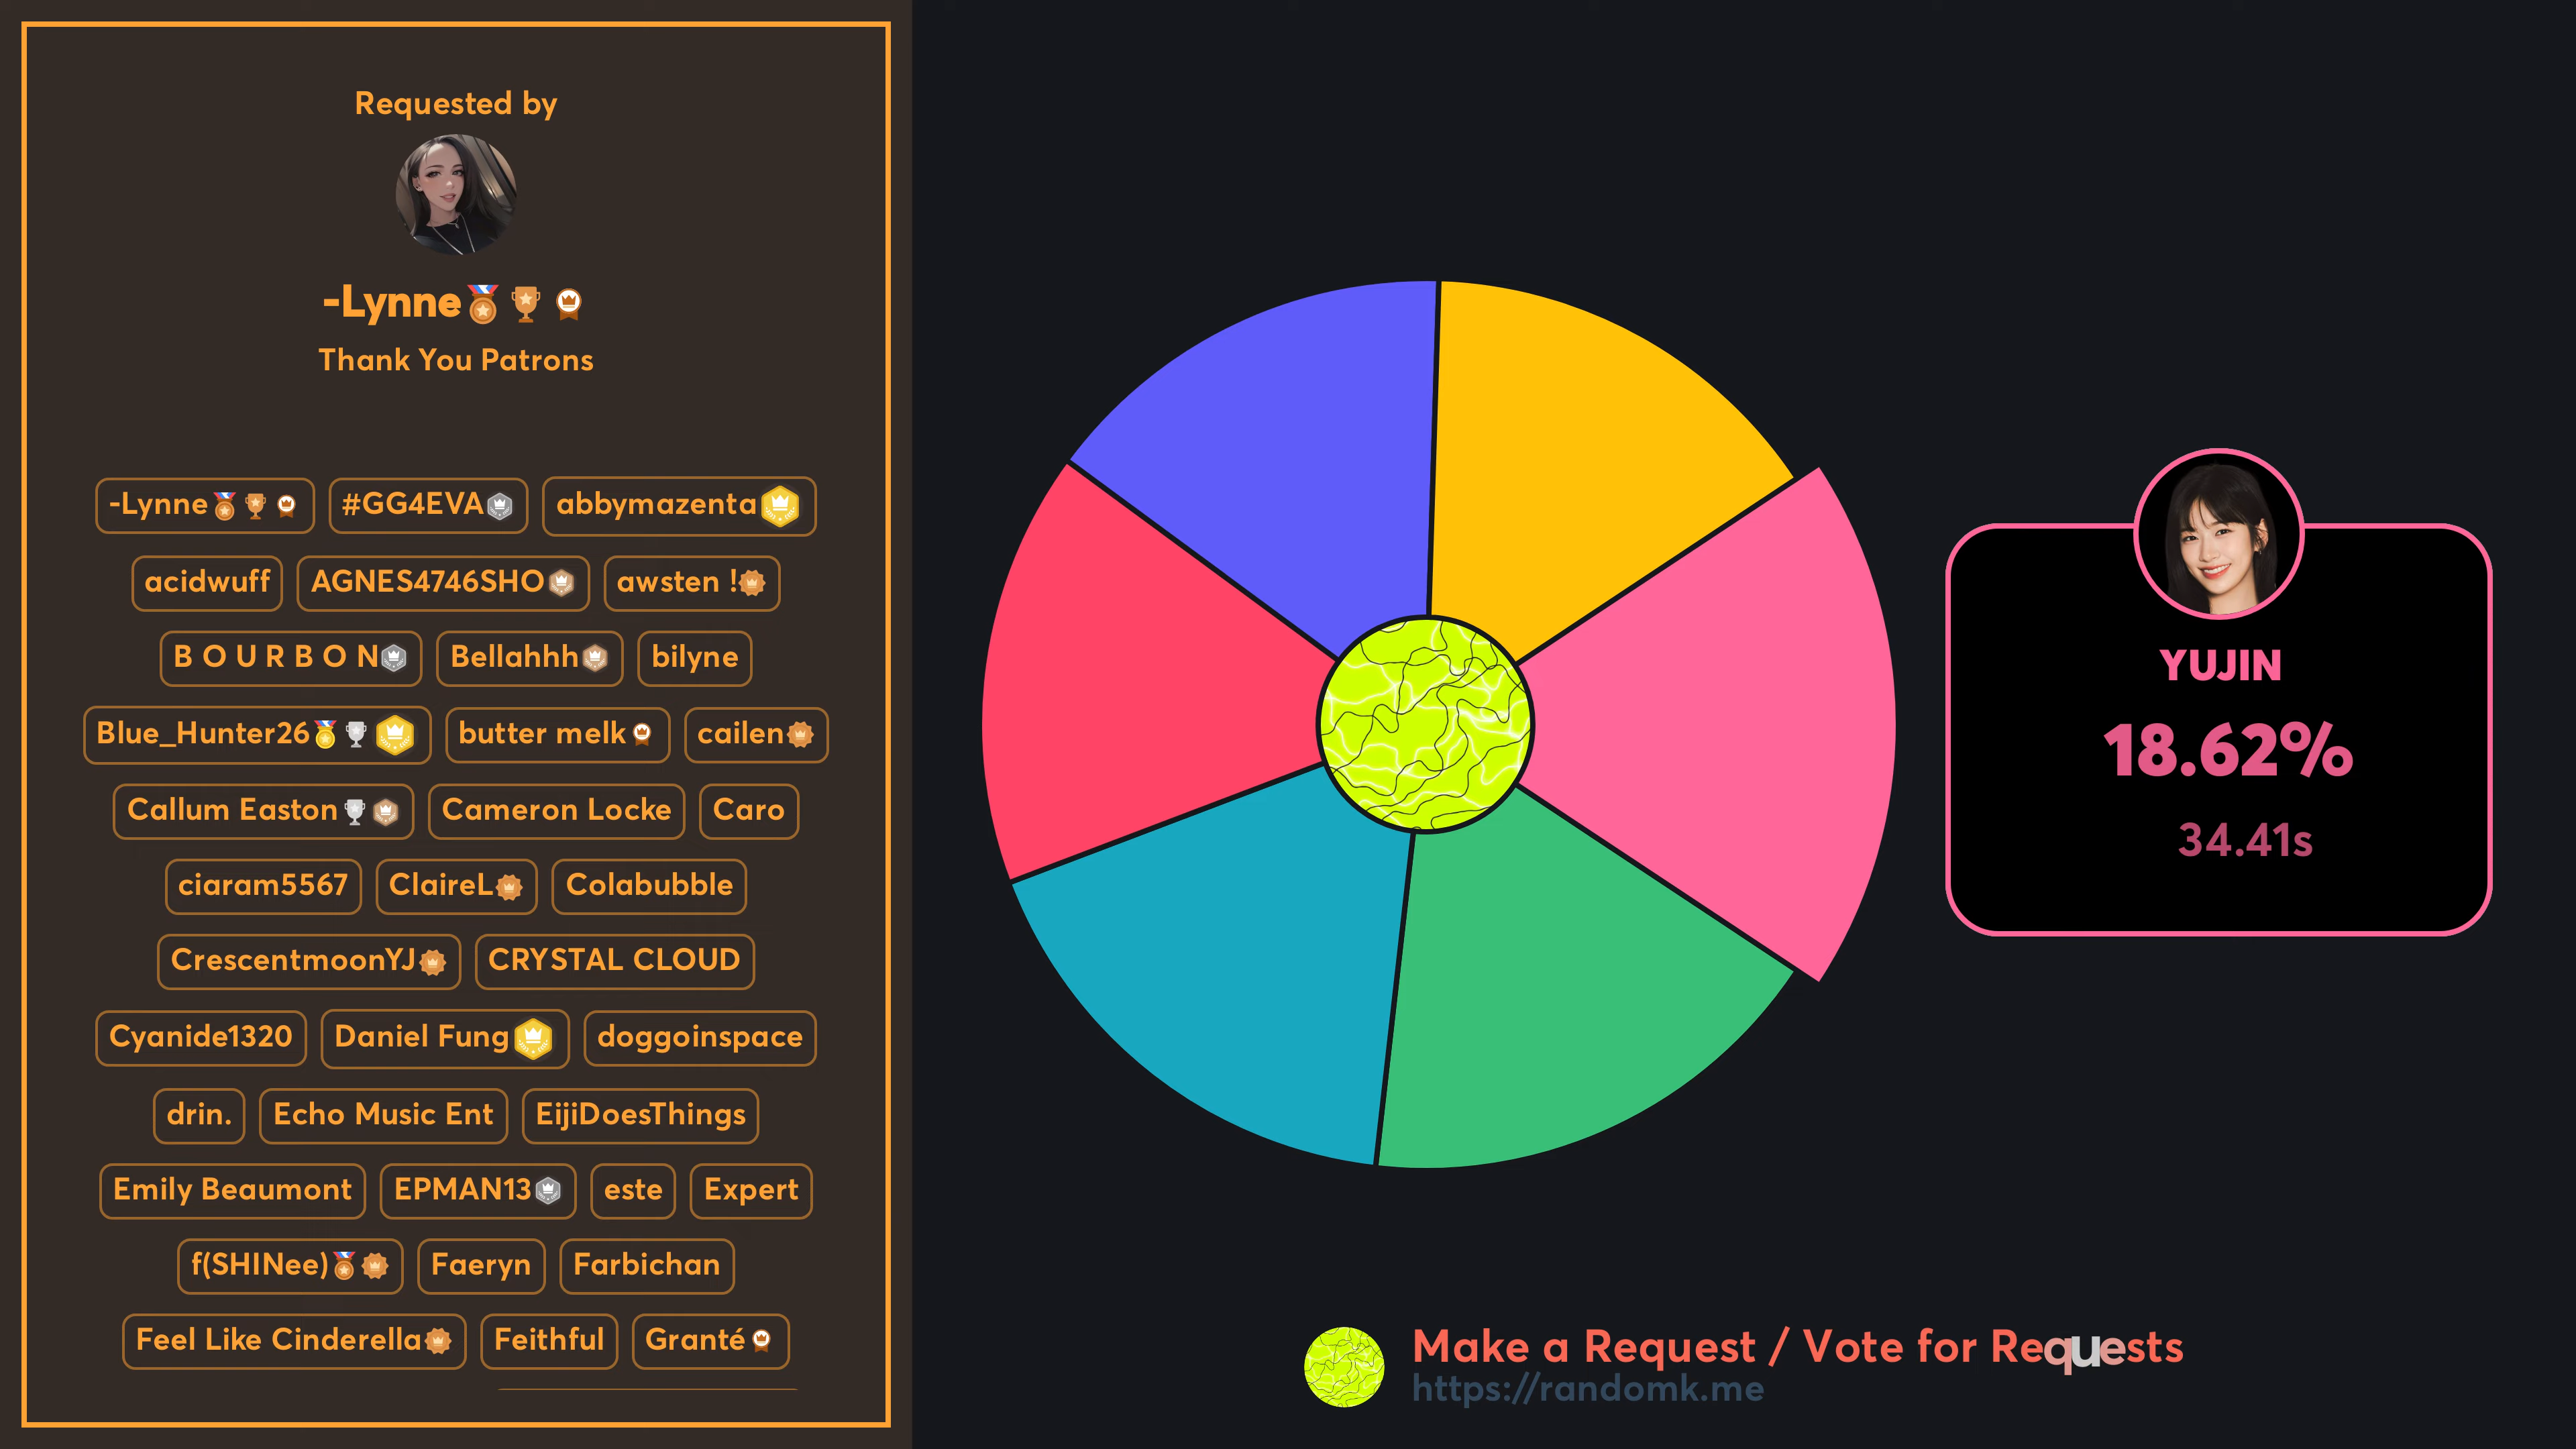 Requested by
-Lynne
Thank You Patrons
-Lynne #GG4EVA abbymazenta
acidwuff AGNES4746SHO awsten !
B O U R B O N Bellahhh bilyne
Blue_Hunter26 butter melk cailen
Callum Easton Cameron Locke Caro
ciaram5567 ClaireL Colabubble
CrescentmoonYJ CRYSTAL CLOUD
Cyanide1320 Daniel Fung doggoinspace
drin. Echo Music Ent EijiDoesThings
Emily Beaumont EPMAN13 este Expert
f(SHINee) Faeryn Farbichan
Feel Like Cinderella Feithful Granté
YUJIN
18.62%
34.41s
Make a Request / Vote for Requests
https://randomk.me